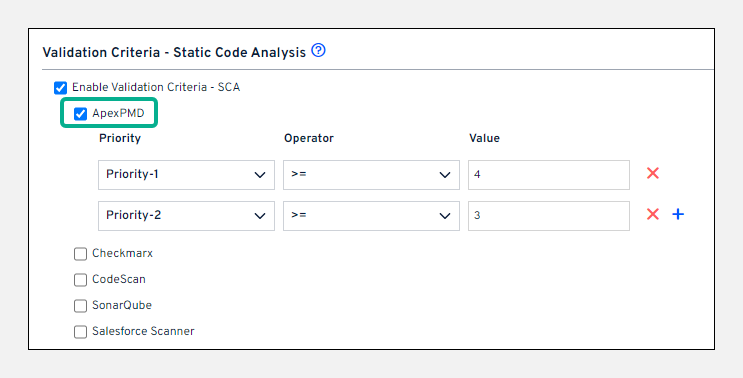 Validation Criteria - Static Code Analysis ?
Enable Validation Criteria - SCA
ApexPMD
Priority Operator Value
Priority-1 >= 4
Priority-2 >= 3
Checkmarx
CodeScan
SonarQube
Salesforce Scanner